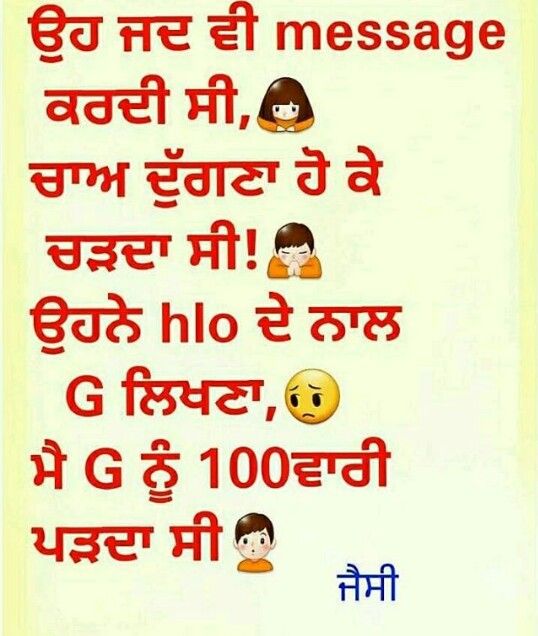 ਉਹ ਜਦ ਵੀ message
ਕਰਦੀ ਸੀ,
ਚਾਅ ਦੁੱਗਣਾ ਹੋ ਕੇ
ਚੜਦਾ ਸੀ!
ਉਹਨੇ hlo ਦੇ ਨਾਲ
G ਲਿਖਣਾ,
ਮੈ G ਨੂੰ 100ਵਾਰੀ
ਪੜਦਾ ਸੀ
ਜੈਸੀ